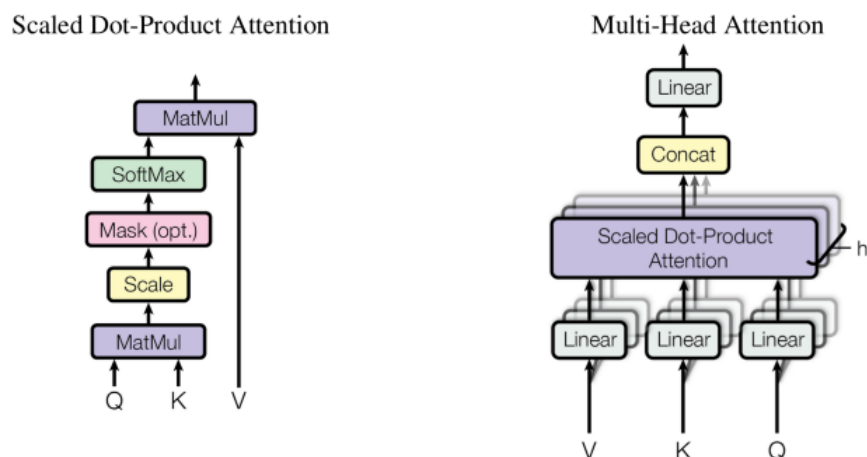 Scaled Dot-Product Attention
MatMul
SoftMax
Mask (opt.)
Scale
MatMul
Q K V
Multi-Head Attention
Linear
Concat
Scaled Dot-Product
Attention
h
Linear Linear Linear
V K Q